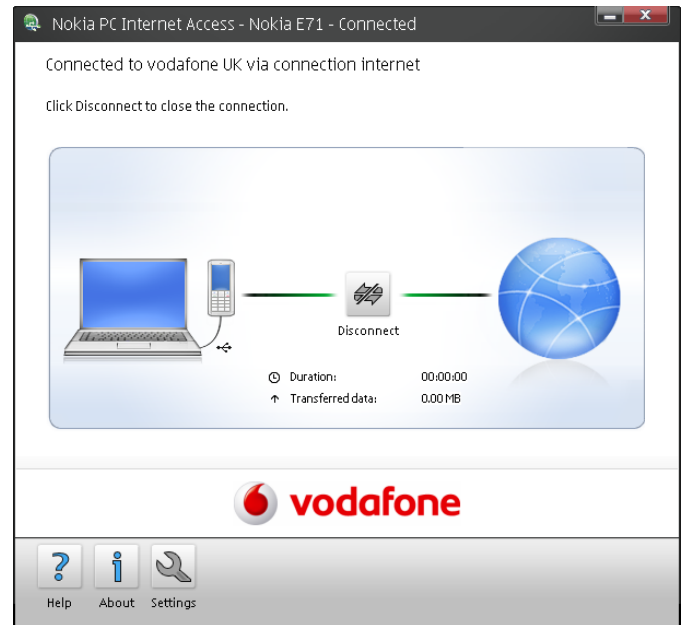 Nokia PC Internet Access - Nokia E71 - Connected
Connected to vodafone UK via connection internet
Click Disconnect to close the connection.
Disconnect
Duration: 00:00:00
Transferred data: 0.00 MB
vodafone
Help About Settings